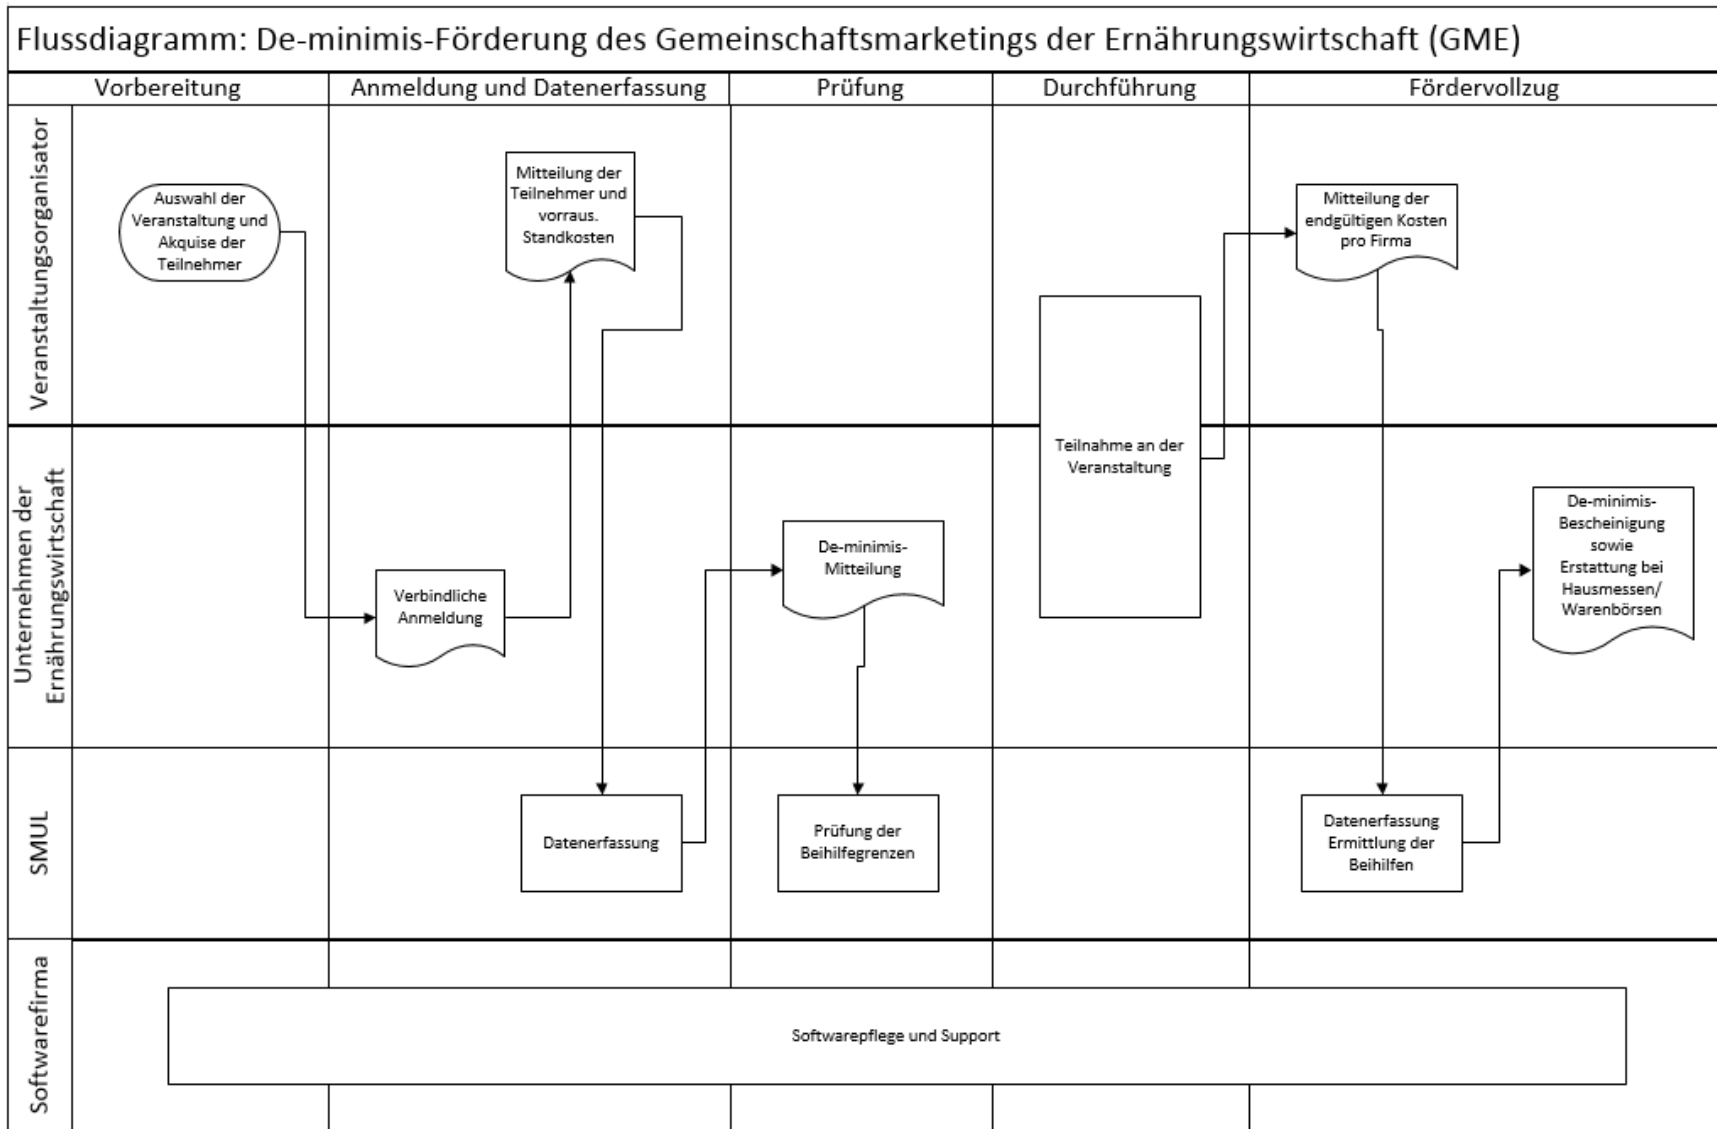 Flussdiagramm: De-minimis-Förderung des Gemeinschaftsmarketings der Ernährungswirtschaft (GME)
Vorbereitung
Anmeldung und Datenerfassung
Prüfung
Durchführung
Fördervollzug
Veranstaltungsorganisator
Auswahl der
Veranstaltung und
Akquise der
Teilnehmer
Mitteilung der
Teilnehmer und
vorraus.
Standkosten
Mitteilung der
endgültigen Kosten
pro Firma
Unternehmen der
Ernährungswirtschaft
Verbindliche
Anmeldung
De-minimis-
Mitteilung
Teilnahme an der
Veranstaltung
De-minimis-
Bescheinigung
sowie
Erstattung bei
Hausmessen/
Warenbörsen
SMUL
Datenerfassung
Prüfung der
Beihilfegrenzen
Datenerfassung
Ermittlung der
Beihilfen
Softwarefirma
Softwarepflege und Support